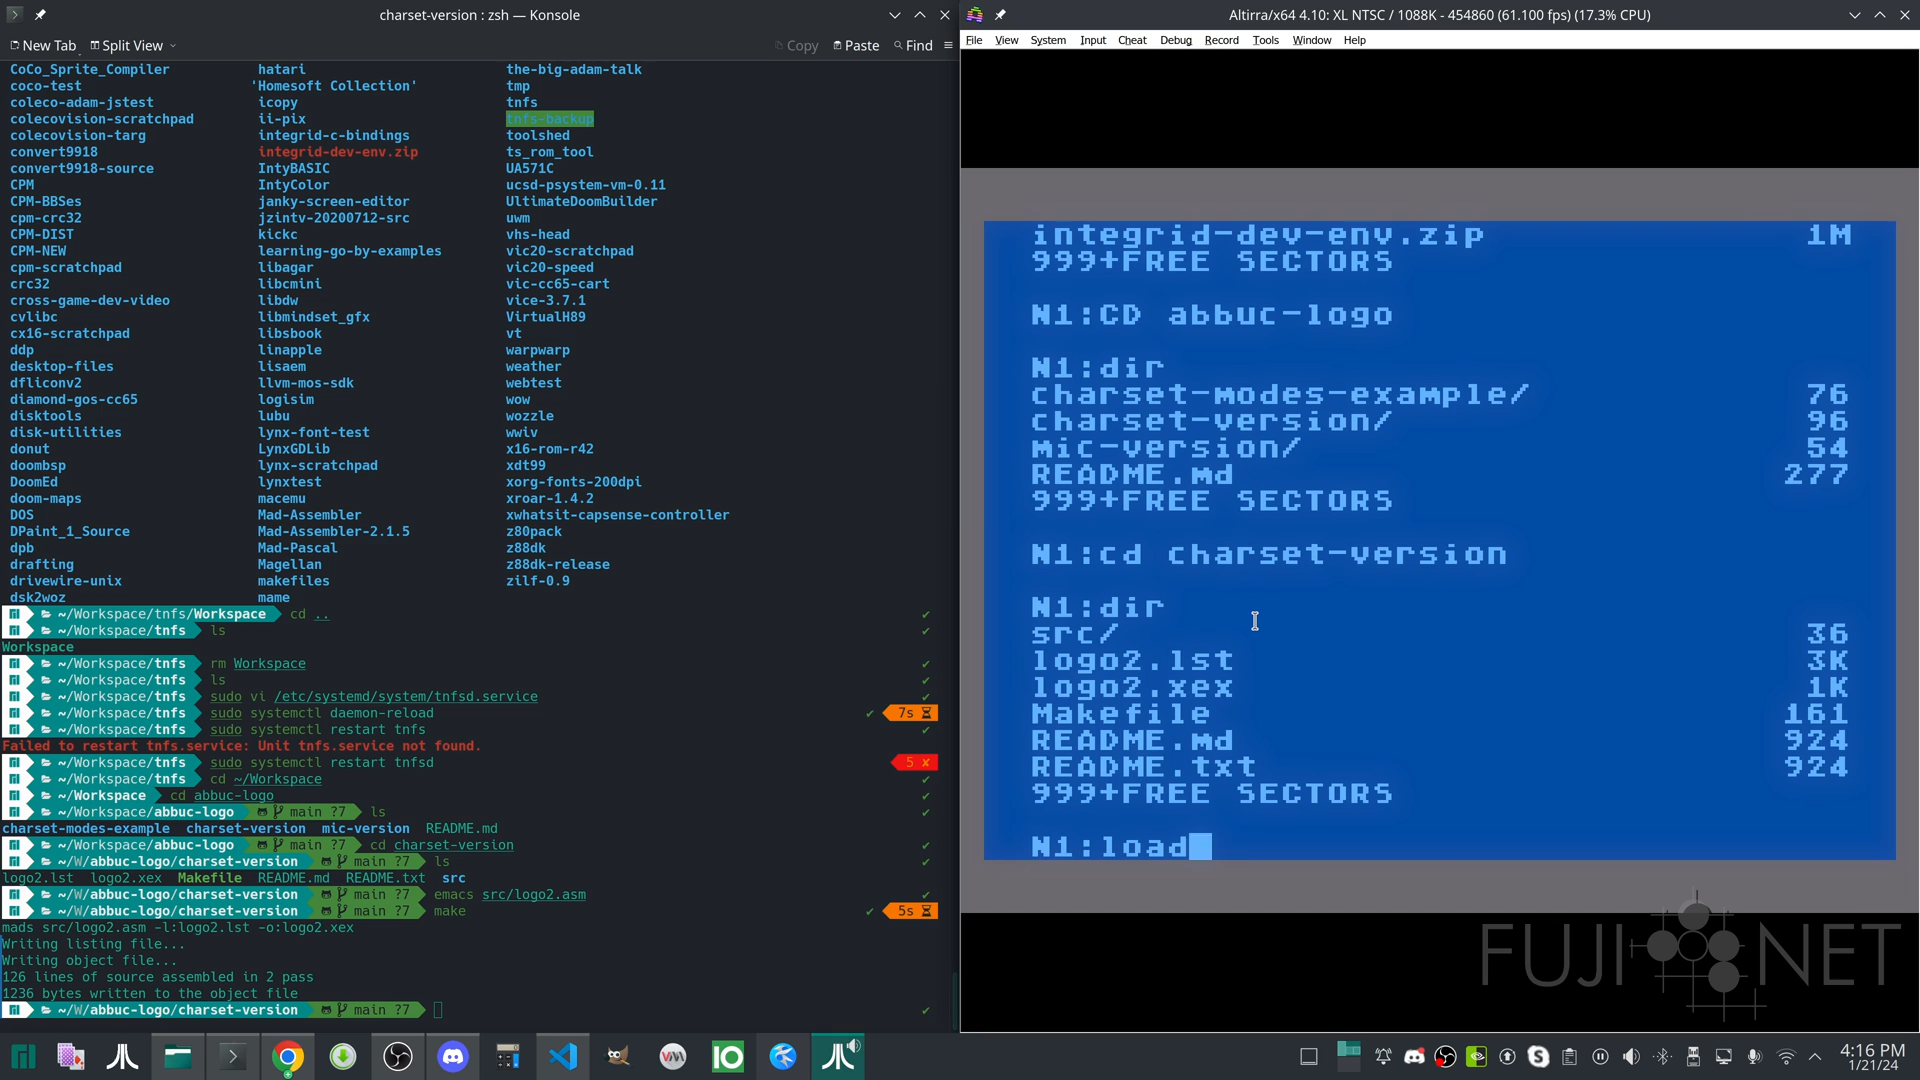 charset-version : zsh — Konsole
New Tab Split View Copy Paste Find
CoCo_Sprite_Compiler hatari the-big-adam-talk
coco-test 'Homesoft Collection' tmp
coleco-adam-jstest icopy tnfs
colecovision-scratchpad ii-pix tnfs-backup
colecovision-targ integrid-c-bindings toolshed
convert9918 integrid-dev-env.zip ts_rom_tool
convert9918-source IntyBASIC UA571C
CPM IntyColor ucsd-psystem-vm-0.11
CPM-BBSes janky-screen-editor UltimateDoomBuilder
cpm-crc32 jzintv-20200712-src uwm
CPM-DIST kickc vhs-head
CPM-NEW learning-go-by-examples vic20-scratchpad
cpm-scratchpad libagar vic20-speed
crc32 libcmini vic-cc65-cart
cross-game-dev-video libdw vice-3.7.1
cvlibc libmindset_gfx VirtualH89
cx16-scratchpad libsbook vt
ddp linapple warpwarp
desktop-files lisaem weather
dfliconv2 llvm-mos-sdk webtest
diamond-gos-cc65 logisim wow
disktools lubu wozzle
disk-utilities lynx-font-test wwiv
donut LynxGDLib x16-rom-r42
doombsp lynx-scratchpad xdt99
DoomEd lynxtest xorg-fonts-200dpi
doom-maps macemu xroar-1.4.2
DOS Mad-Assembler xwhatsit-capsense-controller
DPaint_1_Source Mad-Assembler-2.1.5 z80pack
dpb Mad-Pascal z88dk
drafting Magellan z88dk-release
drivewire-unix makefiles zilf-0.9
dsk2woz mame
~/Workspace/tnfs/Workspace cd .. ✔
~/Workspace/tnfs ls ✔
Workspace
~/Workspace/tnfs rm Workspace ✔
~/Workspace/tnfs ls ✔
~/Workspace/tnfs sudo vi /etc/systemd/system/tnfsd.service ✔
~/Workspace/tnfs sudo systemctl daemon-reload ✔ 7s
~/Workspace/tnfs sudo systemctl restart tnfs ✔
Failed to restart tnfs.service: Unit tnfs.service not found.
~/Workspace/tnfs sudo systemctl restart tnfsd 5 ✘
~/Workspace/tnfs cd ~/Workspace ✔
~/Workspace cd abbuc-logo ✔
~/Workspace/abbuc-logo main ?7 ls ✔
charset-modes-example charset-version mic-version README.md
~/Workspace/abbuc-logo main ?7 cd charset-version ✔
~/W/abbuc-logo/charset-version main ?7 ls ✔
logo2.lst logo2.xex Makefile README.md README.txt src
~/W/abbuc-logo/charset-version main ?7 emacs src/logo2.asm ✔
~/W/abbuc-logo/charset-version main ?7 make ✔ 5s
mads src/logo2.asm -l:logo2.lst -o:logo2.xex
Writing listing file...
Writing object file...
126 lines of source assembled in 2 pass
1236 bytes written to the object file
~/W/abbuc-logo/charset-version main ?7 ✔
Altirra/x64 4.10: XL NTSC / 1088K - 454860 (61.100 fps) (17.3% CPU)
File View System Input Cheat Debug Record Tools Window Help
integrid-dev-env.zip 1M
999+FREE SECTORS
N1:CD abbuc-logo
N1:dir
charset-modes-example/ 76
charset-version/ 96
mic-version/ 54
README.md 277
999+FREE SECTORS
N1:cd charset-version
N1:dir
src/ 36
logo2.lst 3K
logo2.xex 1K
Makefile 161
README.md 924
README.txt 924
999+FREE SECTORS
N1:load
FUJI NET
4:16 PM
1/21/24